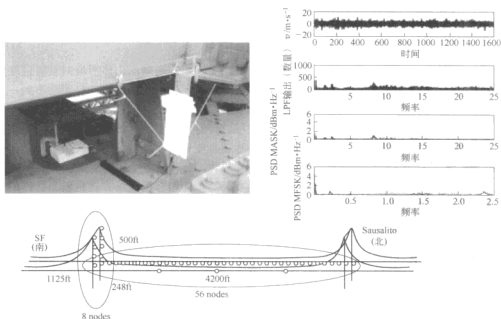 v/m·s⁻¹
20
0
−20
0 200 400 600 800 1000 1200 1400 1600
时间
LPF输出（数量）
1000
500
0
5 10 15 20 25
频率
PSD MASK/dBm·Hz⁻¹
6
4
2
0
5 10 15 20 25
频率
PSD MFSK/dBm·Hz⁻¹
6
4
2
0
0.5 1.0 1.5 2.0 2.5
频率
SF
(南)
500ft
Sausalito
(北)
1125ft
248ft
4200ft
56 nodes
8 nodes